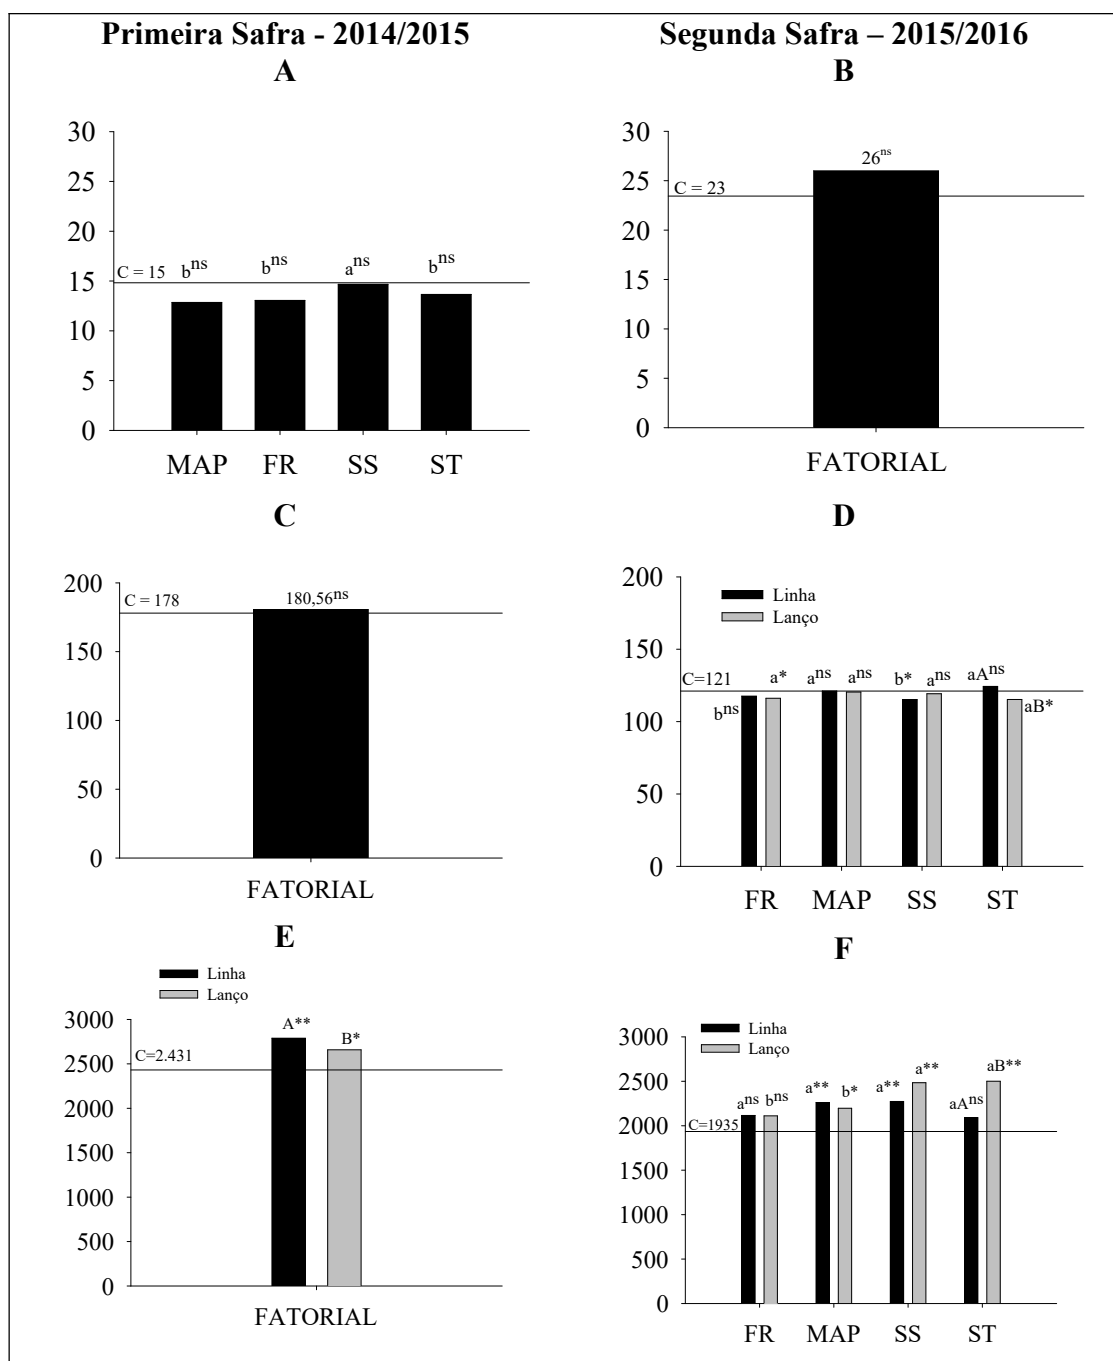 Primeira Safra - 2014/2015
Segunda Safra – 2015/2016
A
30
25
20
15
10
5
0
C = 15
b^ns
b^ns
a^ns
b^ns
MAP FR SS ST
B
30
25
20
15
10
5
0
C = 23
26^ns
FATORIAL
C
200
150
100
50
0
C = 178
180,56^ns
FATORIAL
D
200
150
100
50
0
Linha
Lanço
C=121
b^ns
a*
a^ns
a^ns
b*
a^ns
aA^ns
aB*
FR MAP SS ST
E
Linha
Lanço
3000
2500
2000
1500
1000
500
0
C=2.431
A**
B*
FATORIAL
F
Linha
Lanço
3000
2500
2000
1500
1000
500
0
C=1935
a^ns
b^ns
a**
b*
a**
a**
aA^ns
aB**
FR MAP SS ST